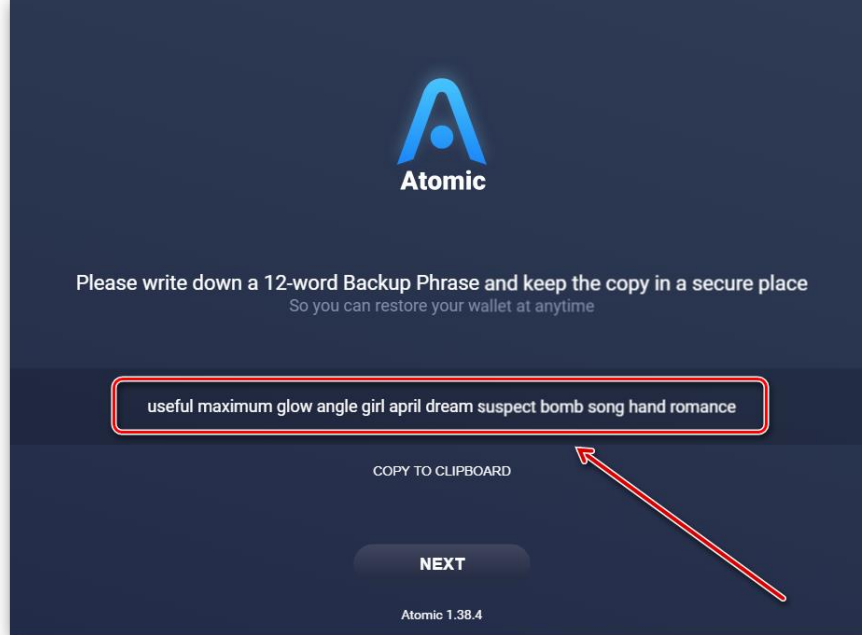 Atomic
Please write down a 12-word Backup Phrase and keep the copy in a secure place
So you can restore your wallet at anytime
useful maximum glow angle girl april dream suspect bomb song hand romance
COPY TO CLIPBOARD
NEXT
Atomic 1.38.4